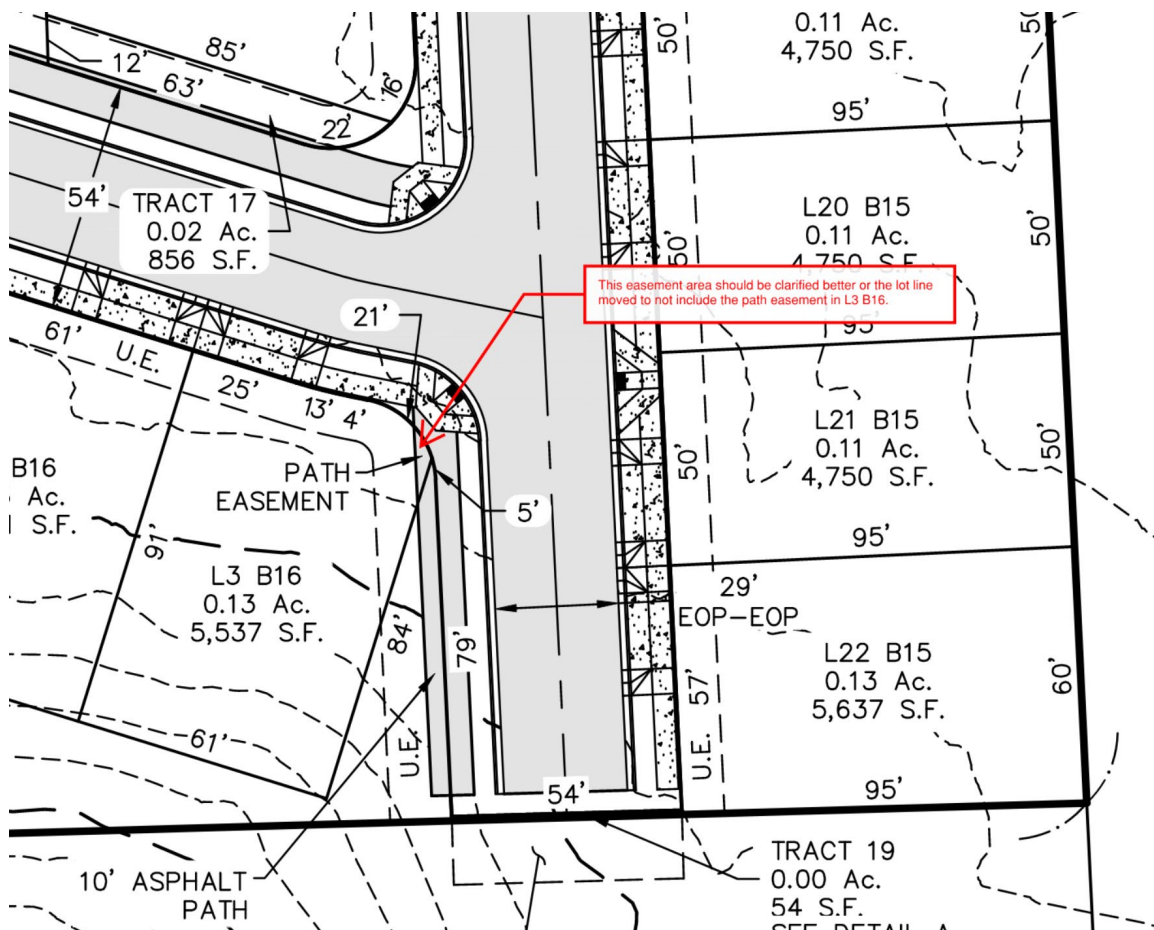 85'
12'
63'
16'
22'
54'
TRACT 17
0.02 Ac.
856 S.F.
50'
0.11 Ac.
4,750 S.F.
95'
L20 B15
0.11 Ac.
4,750 S.F.
50'
50'
This easement area should be clarified better or the lot line
moved to not include the path easement in L3 B16.
95'
61'
U.E.
25'
13'
4'
21'
PATH
EASEMENT
5'
L21 B15
0.11 Ac.
4,750 S.F.
50'
50'
95'
B16
Ac.
S.F.
91'
L3 B16
0.13 Ac.
5,537 S.F.
84'
79'
61'
U.E.
29'
EOP-EOP
L22 B15
0.13 Ac.
5,637 S.F.
60'
U.E.
57'
54'
95'
10' ASPHALT
PATH
TRACT 19
0.00 Ac.
54 S.F.
SEE DETAIL A